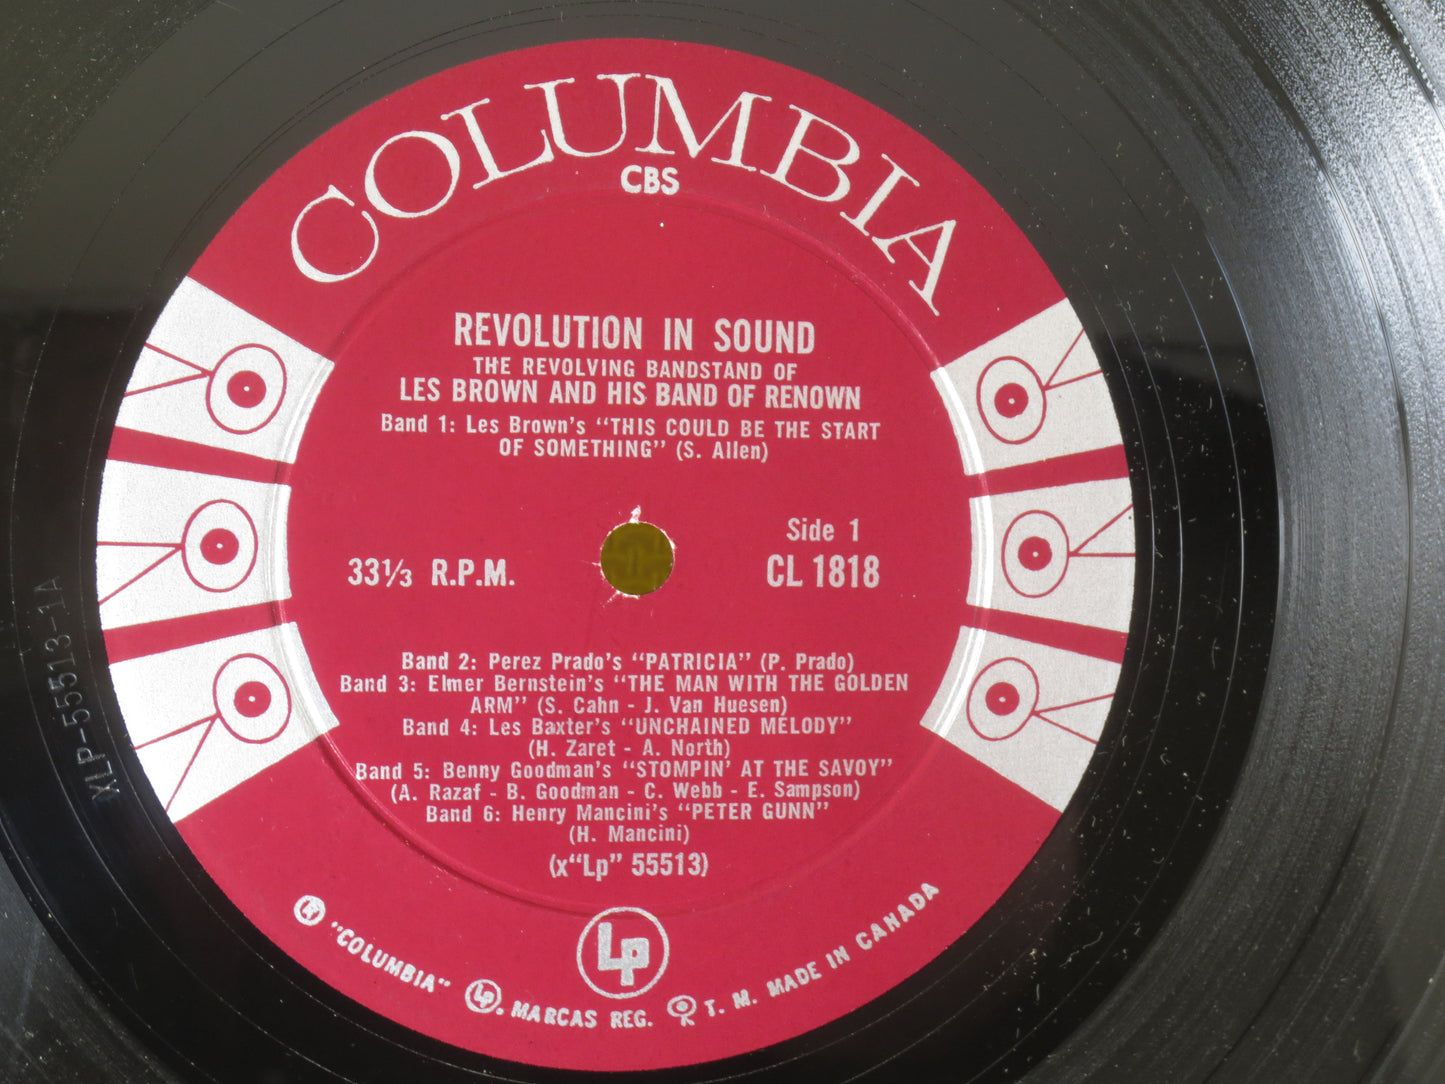 COLUMBIA
CBS
REVOLUTION IN SOUND
THE REVOLVING BANDSTAND OF
LES BROWN AND HIS BAND OF RENOWN
Band 1: Les Brown's "THIS COULD BE THE START
OF SOMETHING" (S. Allen)
Side 1
33⅓ R.P.M.
CL 1818
Band 2: Perez Prado's "PATRICIA" (P. Prado)
Band 3: Elmer Bernstein's "THE MAN WITH THE GOLDEN
ARM" (S. Cahn - J. Van Huesen)
Band 4: Les Baxter's "UNCHAINED MELODY"
(H. Zaret - A. North)
Band 5: Benny Goodman's "STOMPIN' AT THE SAVOY"
(A. Razaf - B. Goodman - C. Webb - E. Sampson)
Band 6: Henry Mancini's "PETER GUNN"
(H. Mancini)
(x"Lp" 55513)
Lp
"COLUMBIA" Lp. MARCAS REG. T. M. MADE IN CANADA
XLP-55513-1A